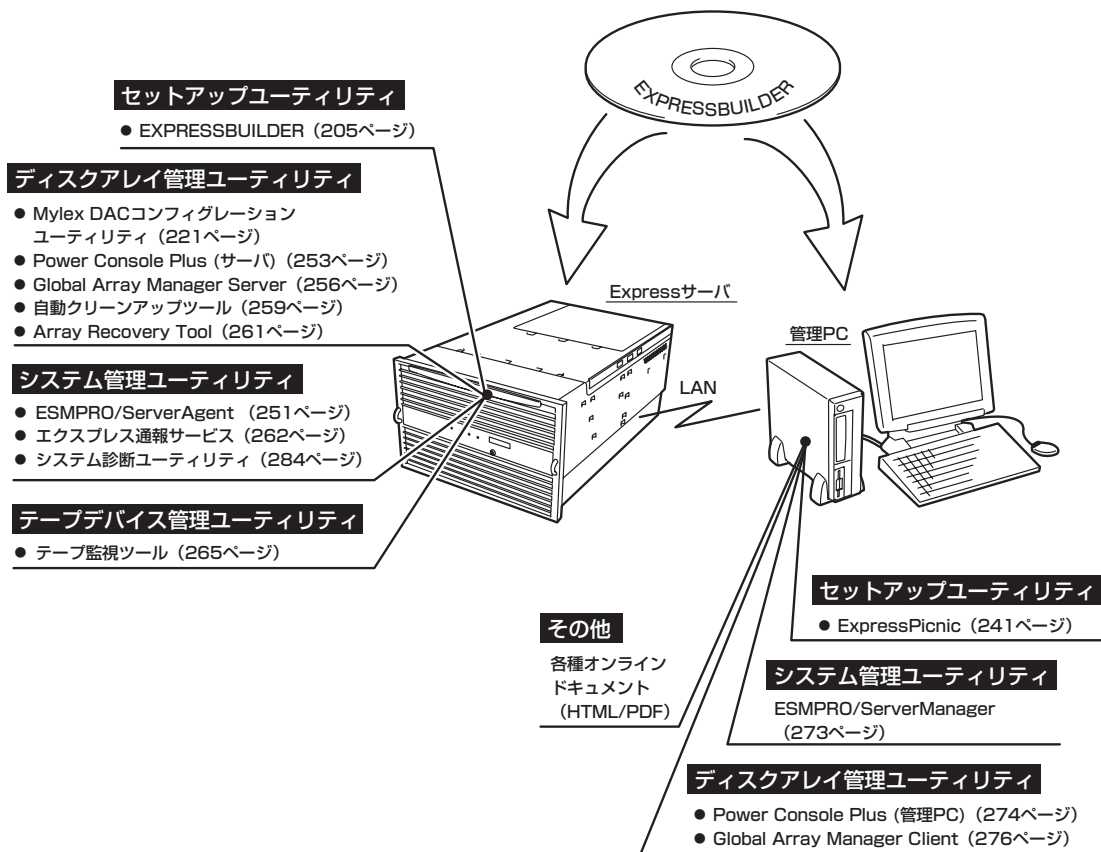 EXPRESSBUILDER
セットアップユーティリティ
● EXPRESSBUILDER（205ページ）
ディスクアレイ管理ユーティリティ
● Mylex DACコンフィグレーション
ユーティリティ（221ページ）
● Power Console Plus (サーバ)（253ページ）
● Global Array Manager Server（256ページ）
● 自動クリーンアップツール（259ページ）
● Array Recovery Tool（261ページ）
システム管理ユーティリティ
● ESMPRO/ServerAgent （251ページ）
● エクスプレス通報サービス（262ページ）
● システム診断ユーティリティ（284ページ）
テープデバイス管理ユーティリティ
● テープ監視ツール（265ページ）
Expressサーバ
LAN
管理PC
セットアップユーティリティ
● ExpressPicnic（241ページ）
その他
各種オンライン
ドキュメント
（HTML/PDF）
システム管理ユーティリティ
ESMPRO/ServerManager
（273ページ）
ディスクアレイ管理ユーティリティ
● Power Console Plus (管理PC)（274ページ）
● Global Array Manager Client（276ページ）